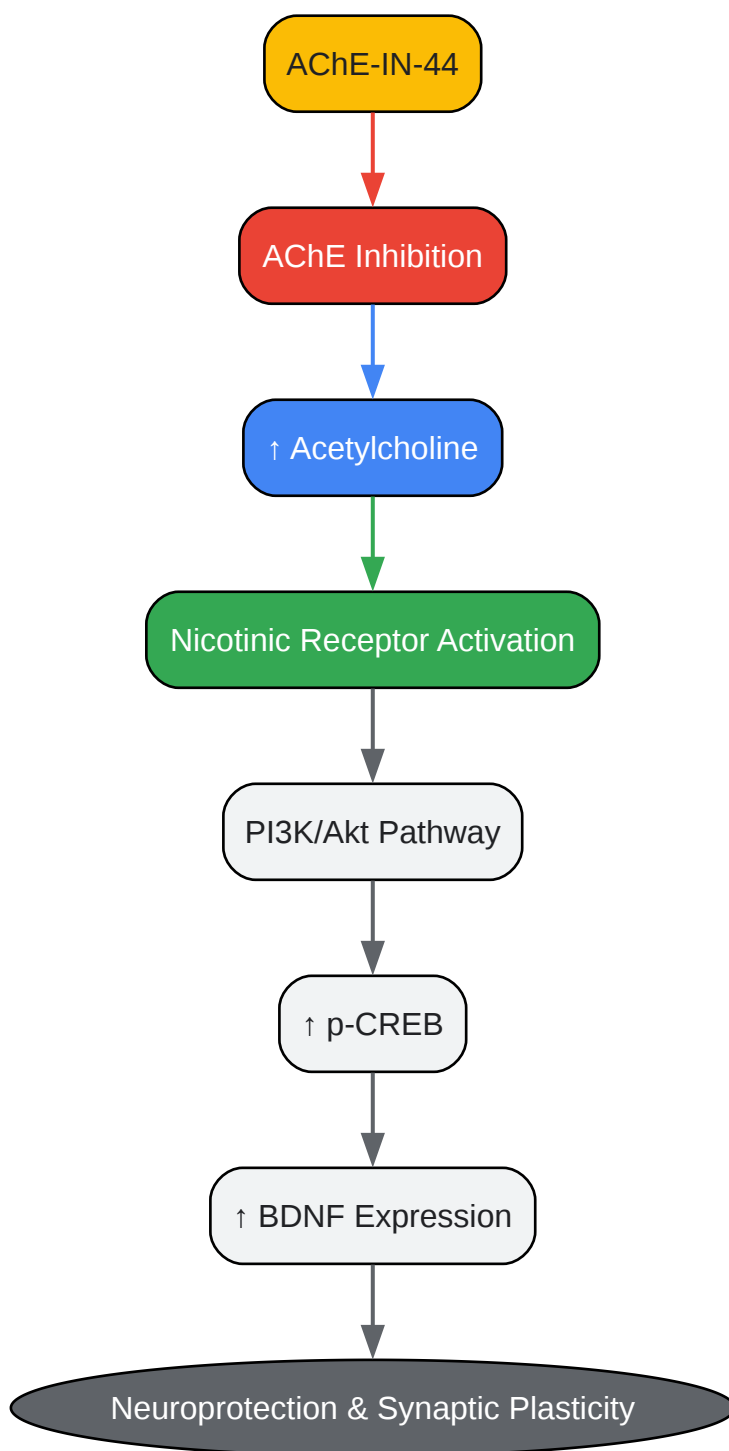 AChE-IN-44
AChE Inhibition
↑ Acetylcholine
Nicotinic Receptor Activation
PI3K/Akt Pathway
↑ p-CREB
↑ BDNF Expression
Neuroprotection & Synaptic Plasticity